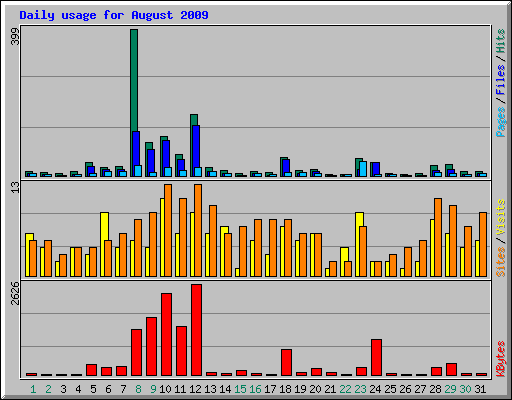 Daily usage for August 2009
399
Pages / Files / Hits
13
Sites / Visits
2626
KBytes
1 2 3 4 5 6 7 8 9 10 11 12 13 14 15 16 17 18 19 20 21 22 23 24 25 26 27 28 29 30 31